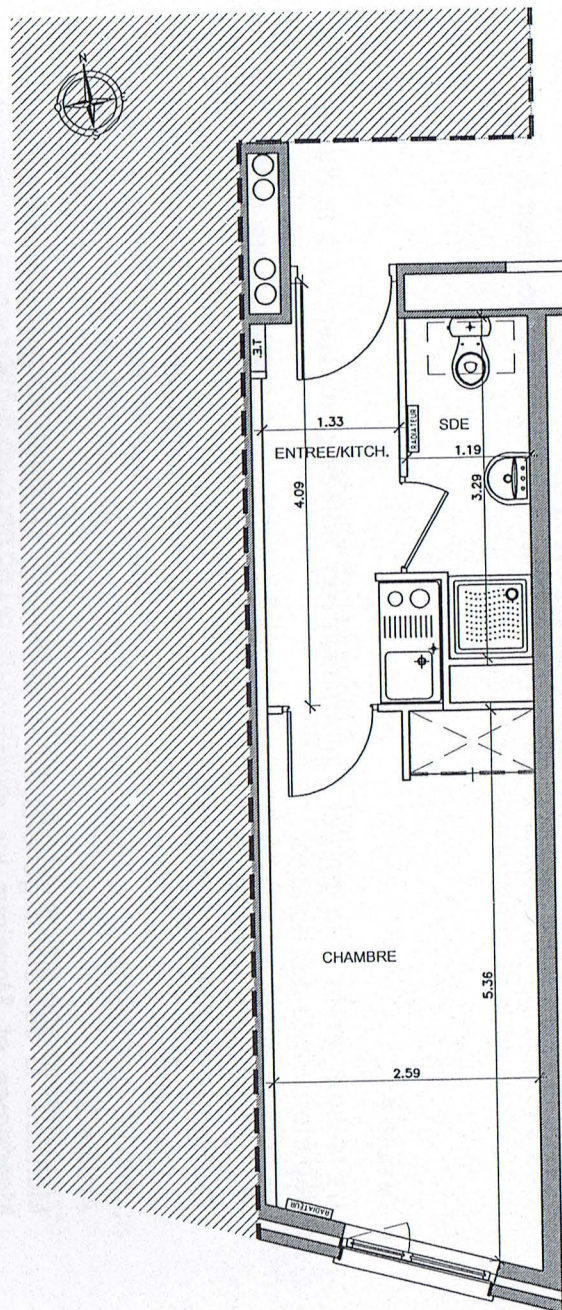 N
S
T.E.
1.33
ENTREE/KITCH.
4.09
RADIATEUR
SDE
1.19
3.29
CHAMBRE
5.36
2.59
RADIATEUR